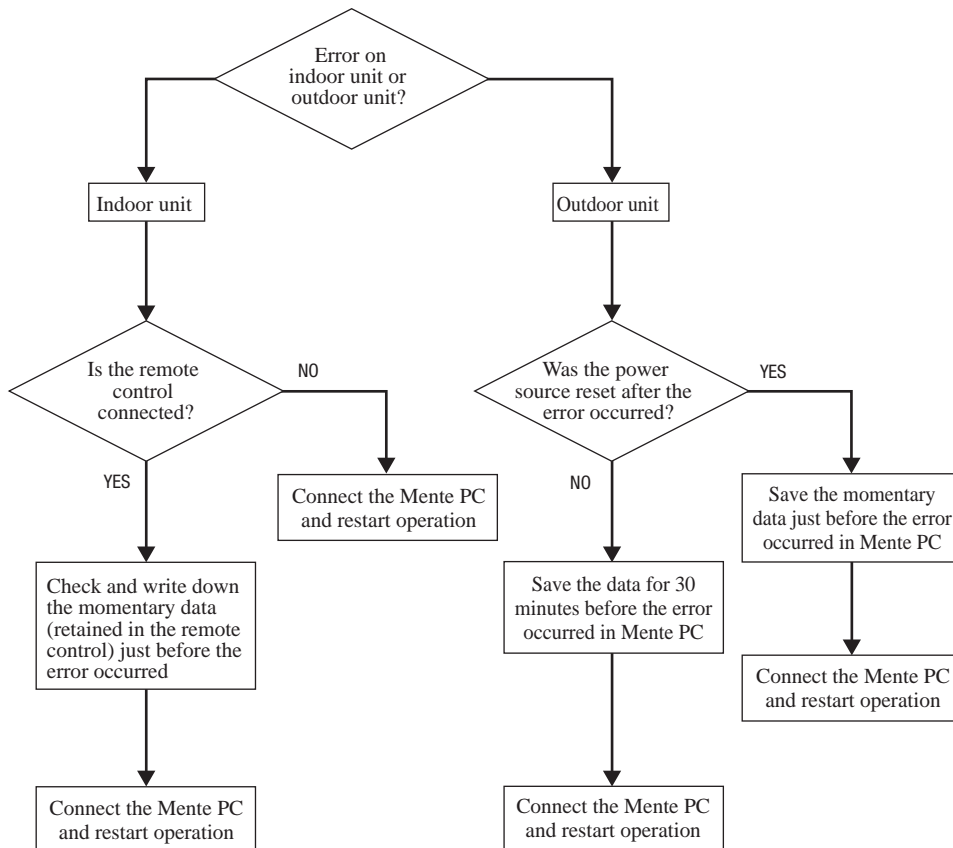 Error on
indoor unit or
outdoor unit?
Indoor unit
Outdoor unit
Is the remote
control
connected?
NO
YES
Was the power
source reset after the
error occurred?
YES
NO
Connect the Mente PC
and restart operation
Save the momentary
data just before the error
occurred in Mente PC
Check and write down
the momentary data
(retained in the remote
control) just before the
error occurred
Save the data for 30
minutes before the error
occurred in Mente PC
Connect the Mente PC
and restart operation
Connect the Mente PC
and restart operation
Connect the Mente PC
and restart operation